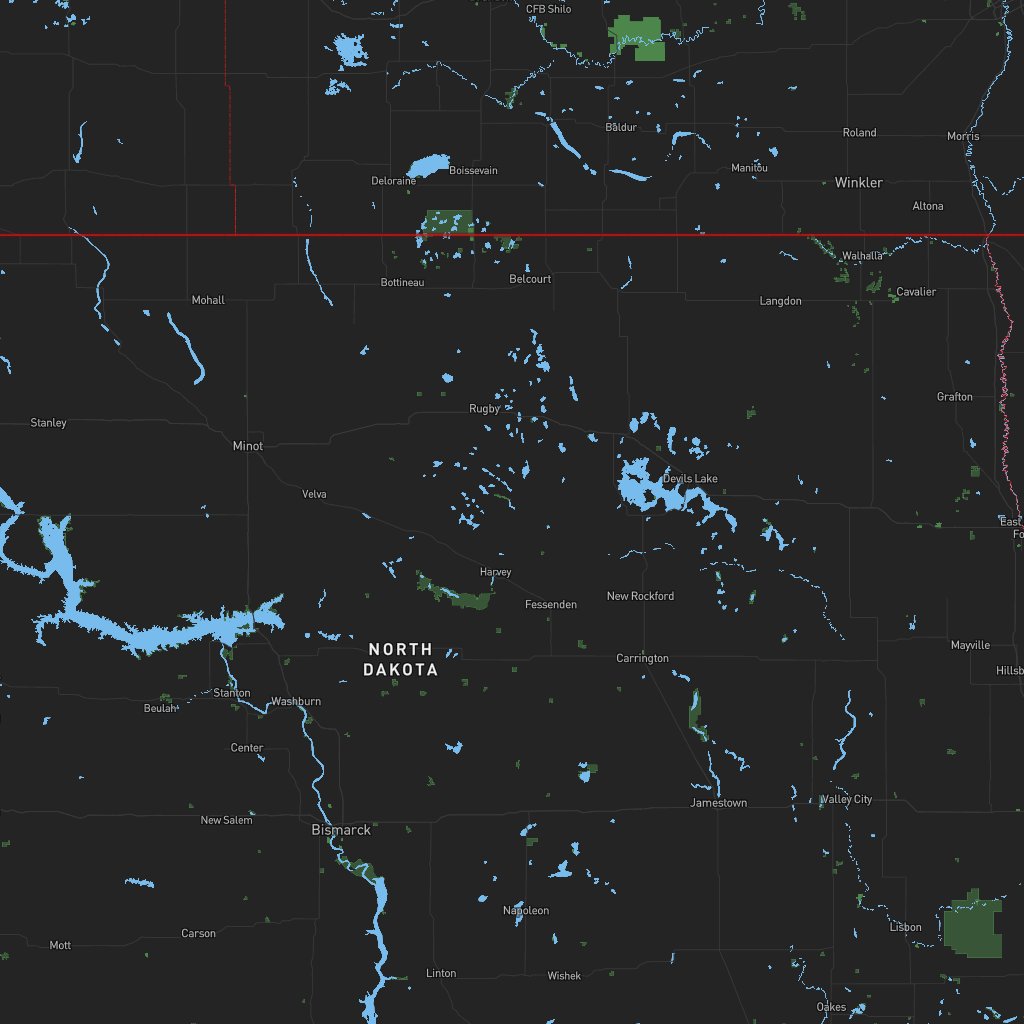 CFB Shilo
Baldur
Roland
Morris
Boissevain
Manitou
Deloraine
Winkler
Altona
Walhalla
Belcourt
Bottineau
Cavalier
Mohall
Langdon
Grafton
Rugby
Stanley
Minot
Devils Lake
Velva
East
Fo
Harvey
New Rockford
Fessenden
Mayville
NORTH
DAKOTA
Carrington
Hillsb
Stanton
Washburn
Beulah
Center
Valley City
Jamestown
New Salem
Bismarck
Napoleon
Lisbon
Carson
Mott
Linton
Wishek
Oakes